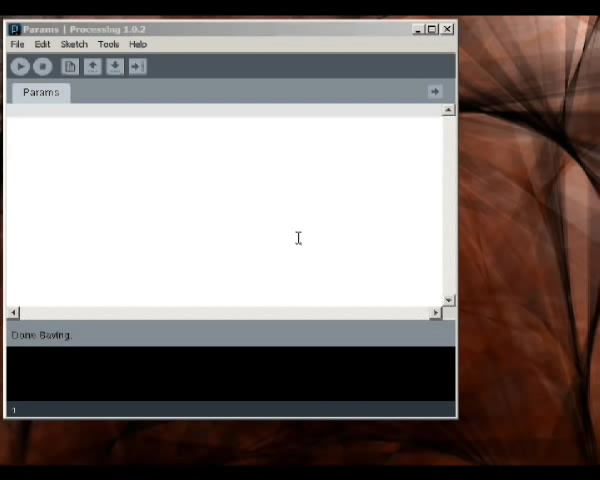 Params | Processing 1.0.2
File Edit Sketch Tools Help
Params
Done Saving.
1